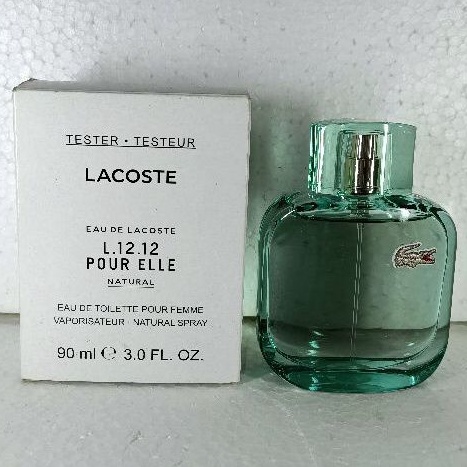 TESTER • TESTEUR
LACOSTE
EAU DE LACOSTE
L.12.12
POUR ELLE
NATURAL
EAU DE TOILETTE POUR FEMME
VAPORISATEUR · NATURAL SPRAY
90 ml ℮ 3.0 FL. OZ.